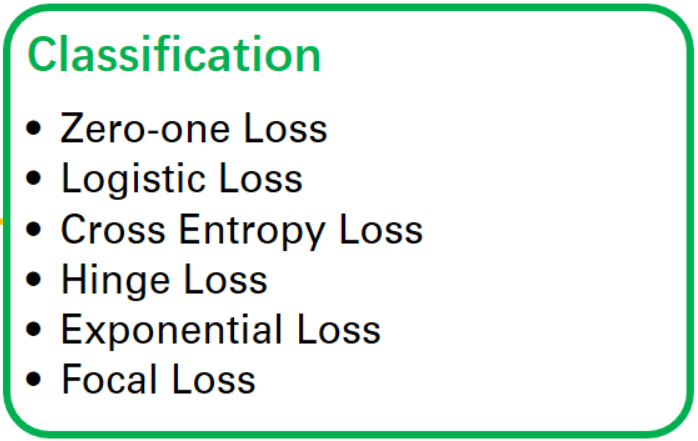 Classification
• Zero-one Loss
• Logistic Loss
• Cross Entropy Loss
• Hinge Loss
• Exponential Loss
• Focal Loss